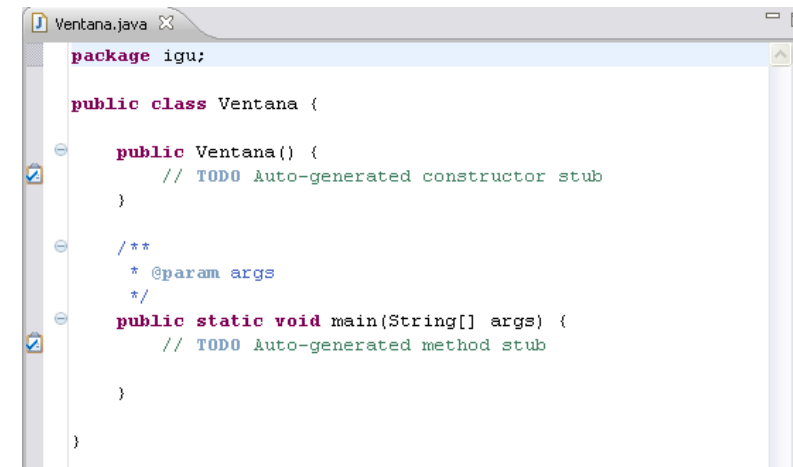 Ventana.java
package igu;
public class Ventana {
public Ventana() {
// TODO Auto-generated constructor stub
}
/**
* @param args
*/
public static void main(String[] args) {
// TODO Auto-generated method stub
}
}